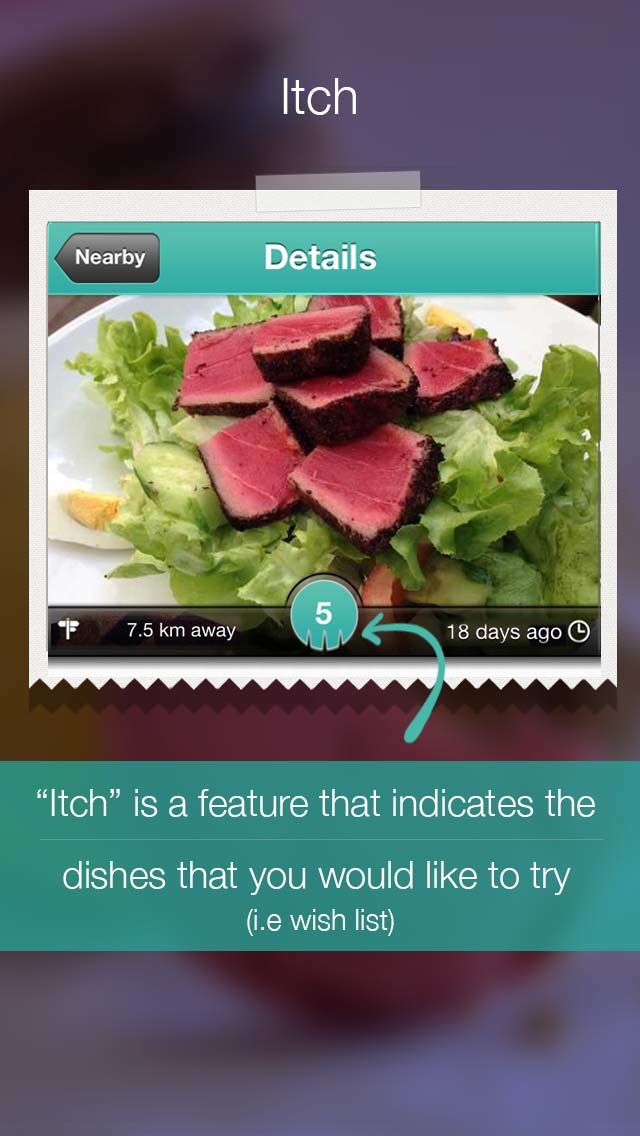 Itch
Nearby
Details
7.5 km away
5
18 days ago
“Itch” is a feature that indicates the
dishes that you would like to try
(i.e wish list)